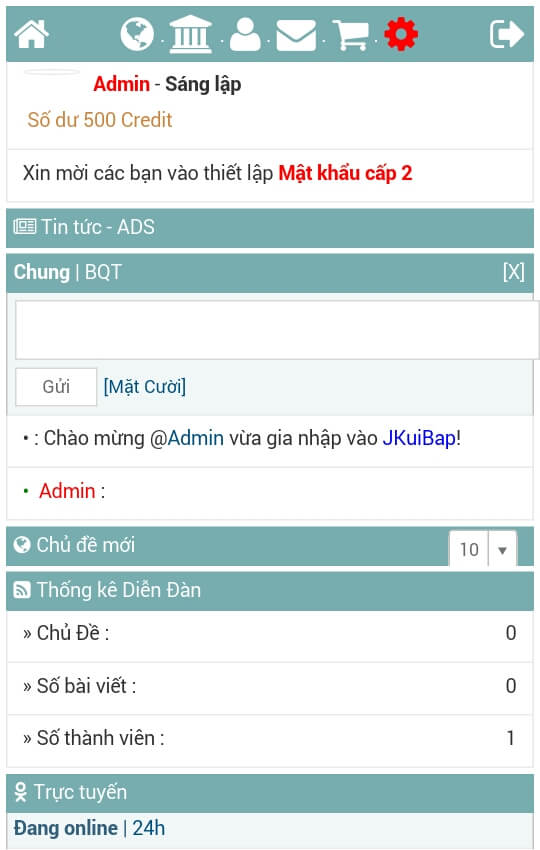 Admin - Sáng lập
Số dư 500 Credit
Xin mời các bạn vào thiết lập Mật khẩu cấp 2
Tin tức - ADS
Chung | BQT [X]
Gửi [Mặt Cười]
• : Chào mừng @Admin vừa gia nhập vào JKuiBap!
• Admin :
Chủ đề mới 10
Thống kê Diễn Đàn
» Chủ Đề : 0
» Số bài viết : 0
» Số thành viên : 1
Trực tuyến
Đang online | 24h